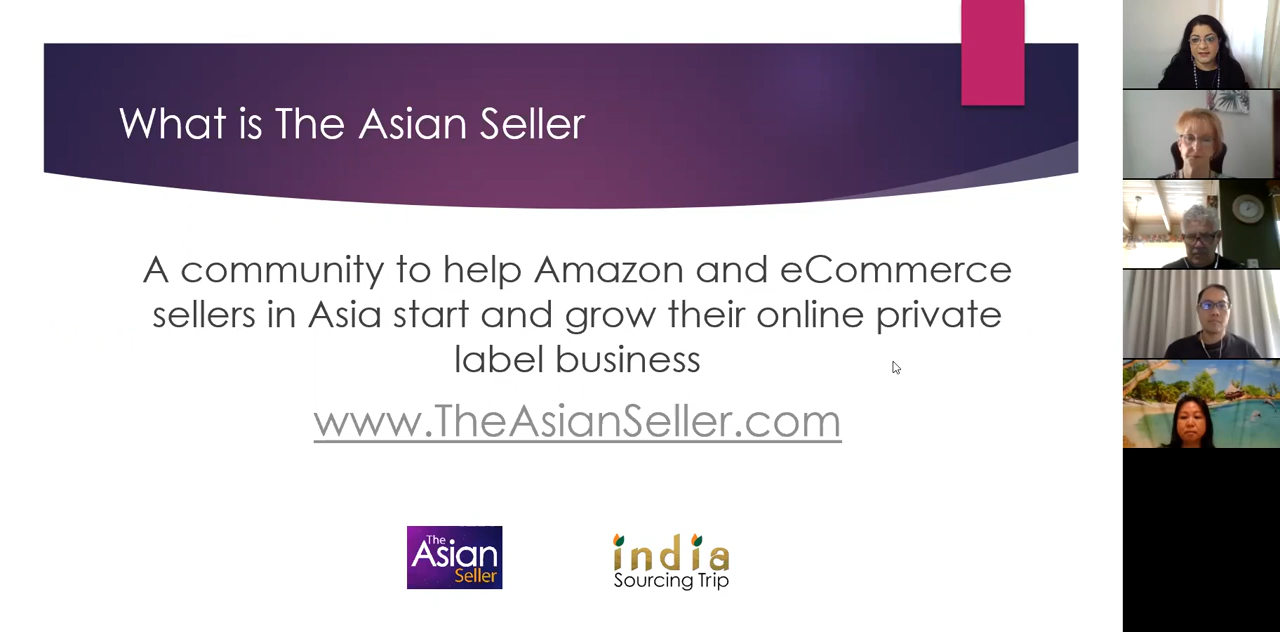 What is The Asian Seller
A community to help Amazon and eCommerce
sellers in Asia start and grow their online private
label business
www.TheAsianSeller.com
The
Asian
Seller
india
Sourcing Trip